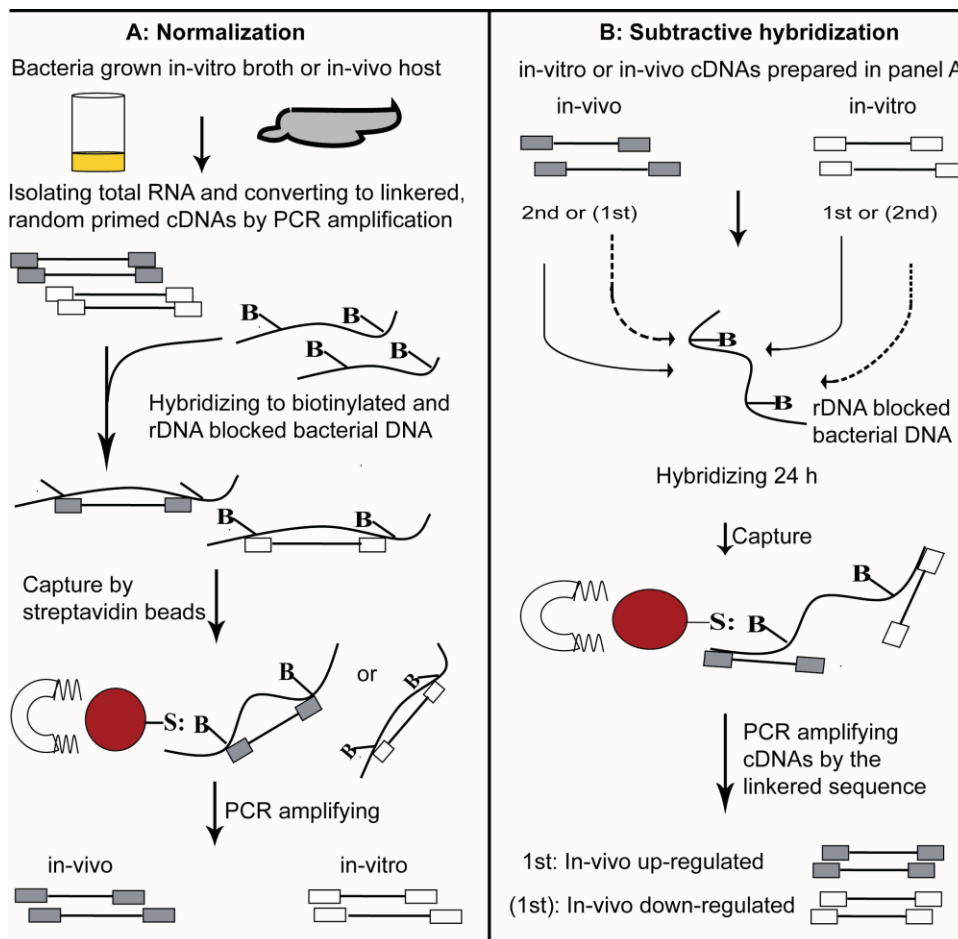 A: Normalization
Bacteria grown in-vitro broth or in-vivo host
Isolating total RNA and converting to linkered,
random primed cDNAs by PCR amplification
B
B
B
B
Hybridizing to biotinylated and
rDNA blocked bacterial DNA
B
B
Capture by
streptavidin beads
S:
B
B
or
B
B
PCR amplifying
in-vivo
in-vitro
B: Subtractive hybridization
in-vitro or in-vivo cDNAs prepared in panel A
in-vivo
in-vitro
2nd or (1st)
1st or (2nd)
B
B
rDNA blocked
bacterial DNA
Hybridizing 24 h
Capture
S:
B
B
PCR amplifying
cDNAs by the
linkered sequence
1st: In-vivo up-regulated
(1st): In-vivo down-regulated